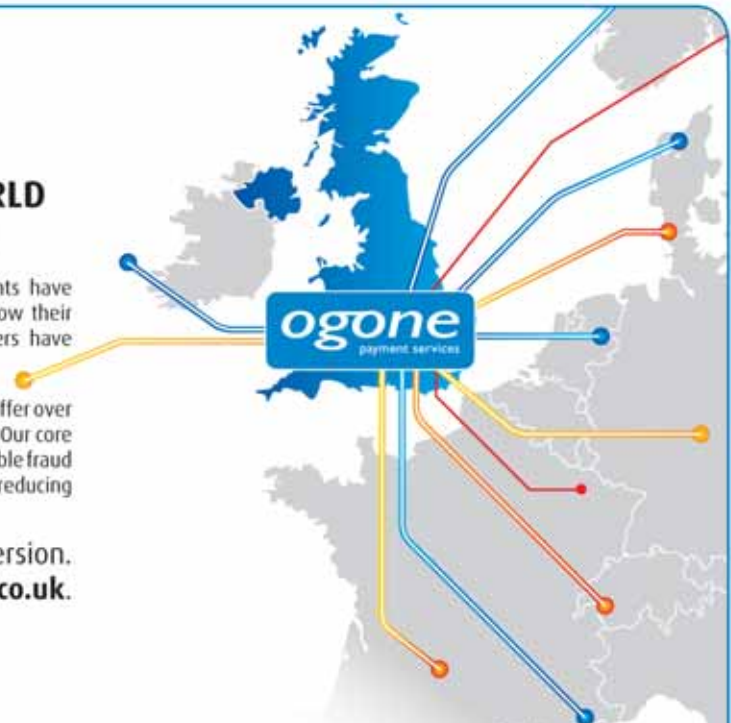 RLD
nts have
ow their
ers have
ffer over
Our core
ble fraud
reducing
ersion.
co.uk.
ogone
payment services